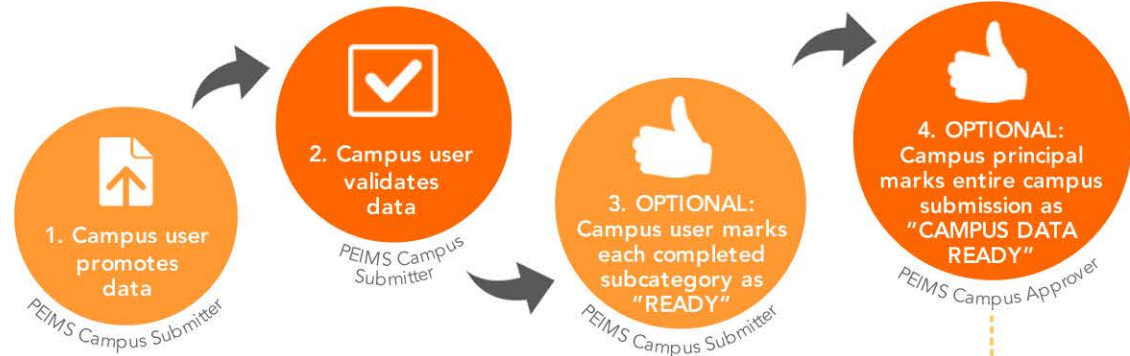 1. Campus user
promotes
data
PEIMS Campus Submitter
2. Campus user
validates
data
PEIMS Campus
Submitter
3. OPTIONAL:
Campus user marks
each completed
subcategory as
"READY"
PEIMS Campus Submitter
4. OPTIONAL:
Campus principal
marks entire campus
submission as
"CAMPUS DATA
READY"
PEIMS Campus Approver